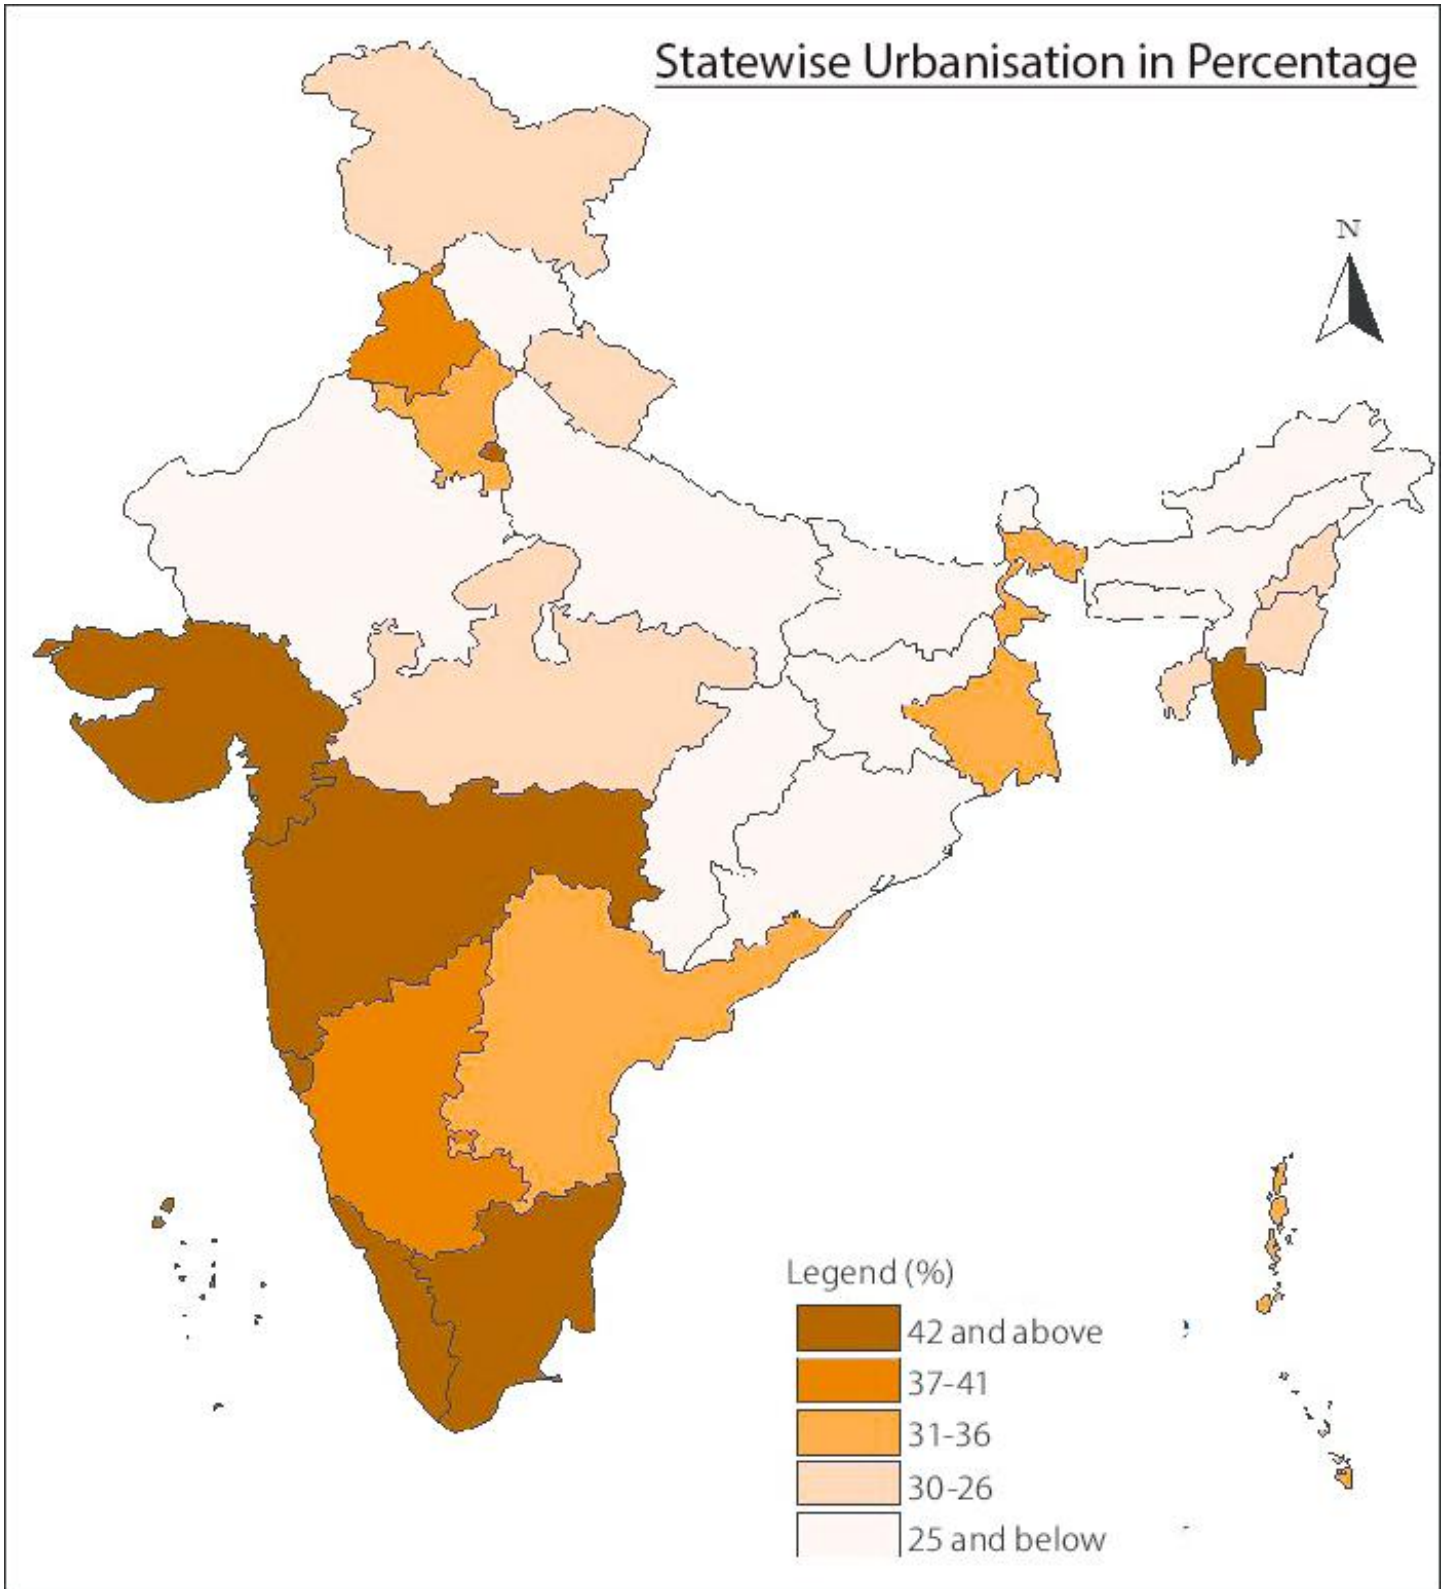 Statewise Urbanisation in Percentage
N
Legend (%)
42 and above
37-41
31-36
30-26
25 and below